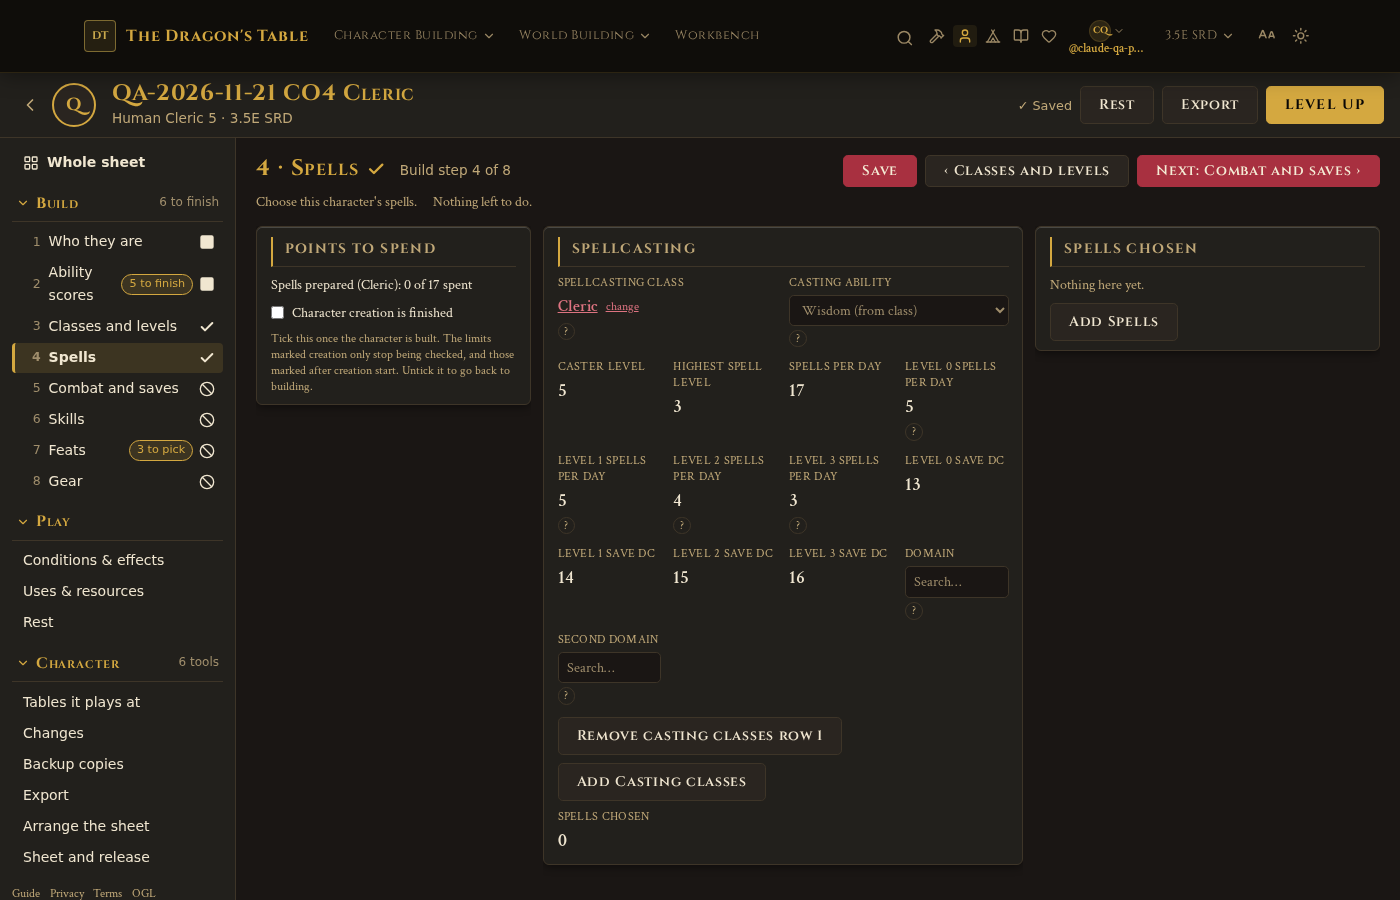 DT THE DRAGON'S TABLE CHARACTER BUILDING WORLD BUILDING WORKBENCH CQ @claude-qa-p... 3.5E SRD AA
Q QA-2026-11-21 CO4 CLERIC
Human Cleric 5 · 3.5E SRD
✓ Saved REST EXPORT LEVEL UP
Whole sheet
BUILD 6 to finish
1 Who they are
2 Ability scores 5 to finish
3 Classes and levels
4 Spells
5 Combat and saves
6 Skills
7 Feats 3 to pick
8 Gear
PLAY
Conditions & effects
Uses & resources
Rest
CHARACTER 6 tools
Tables it plays at
Changes
Backup copies
Export
Arrange the sheet
Sheet and release
Guide Privacy Terms OGL
4 · SPELLS Build step 4 of 8
SAVE ‹ CLASSES AND LEVELS NEXT: COMBAT AND SAVES ›
Choose this character's spells. Nothing left to do.
POINTS TO SPEND
Spells prepared (Cleric): 0 of 17 spent
Character creation is finished
Tick this once the character is built. The limits
marked creation only stop being checked, and those
marked after creation start. Untick it to go back to
building.
SPELLCASTING
SPELLCASTING CLASS CASTING ABILITY
Cleric change Wisdom (from class)
? ?
CASTER LEVEL HIGHEST SPELL LEVEL SPELLS PER DAY LEVEL 0 SPELLS PER DAY
5 3 17 5
?
LEVEL 1 SPELLS PER DAY LEVEL 2 SPELLS PER DAY LEVEL 3 SPELLS PER DAY LEVEL 0 SAVE DC
5 4 3 13
? ? ?
LEVEL 1 SAVE DC LEVEL 2 SAVE DC LEVEL 3 SAVE DC DOMAIN
14 15 16 Search...
?
SECOND DOMAIN
Search...
?
REMOVE CASTING CLASSES ROW 1
ADD CASTING CLASSES
SPELLS CHOSEN
0
SPELLS CHOSEN
Nothing here yet.
ADD SPELLS